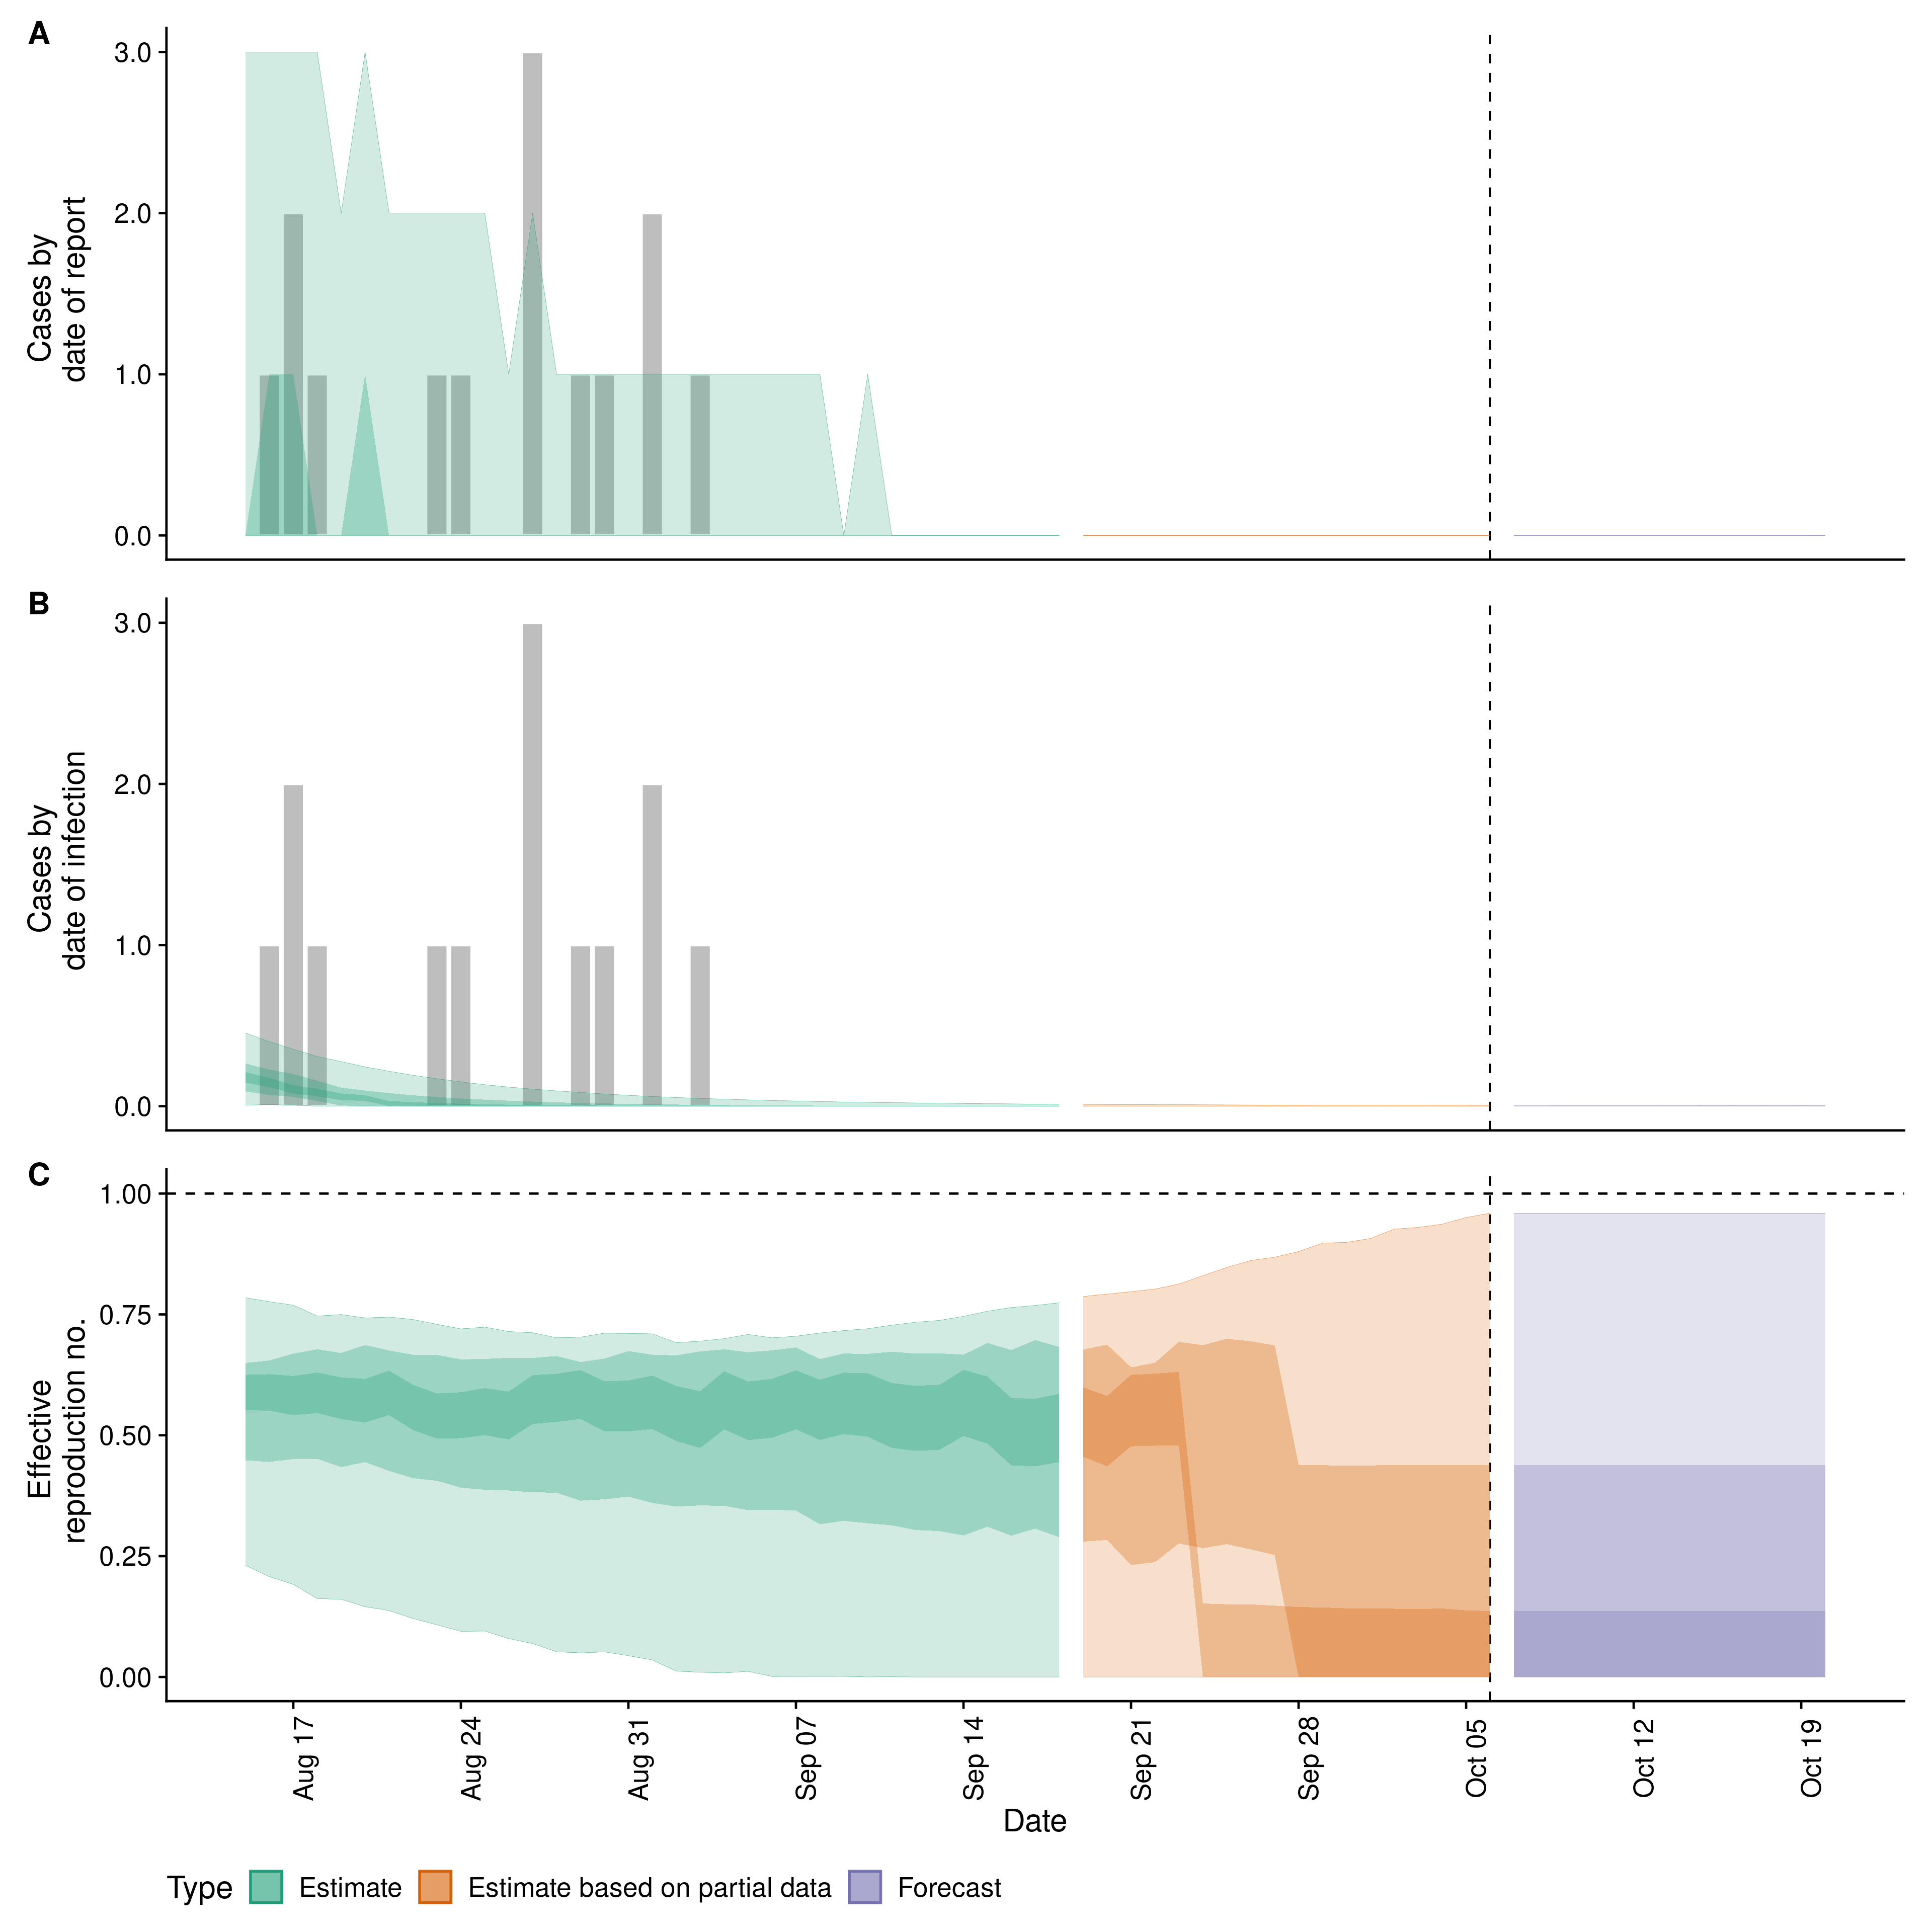 A
Cases by
date of report
3.0
2.0
1.0
0.0
B
Cases by
date of infection
3.0
2.0
1.0
0.0
C
Effective
reproduction no.
1.00
0.75
0.50
0.25
0.00
Aug 17
Aug 24
Aug 31
Sep 07
Sep 14
Sep 21
Sep 28
Oct 05
Oct 12
Oct 19
Date
Type Estimate Estimate based on partial data Forecast